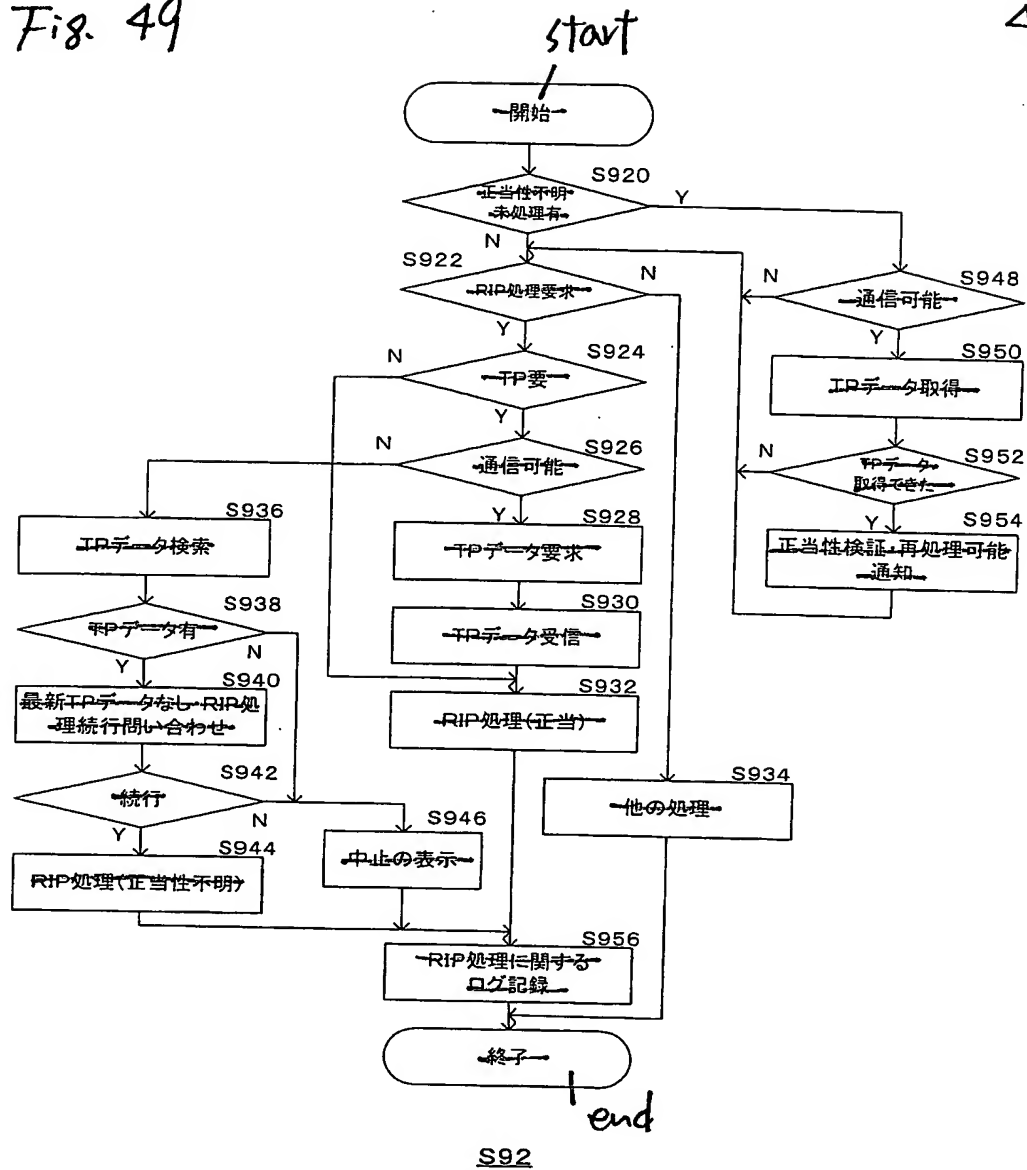 Fig. 49
start
開始
S920
正当性不明
未処理有
Y
N
S922
RIP処理要求
N
Y
S948
通信可能
N
Y
S924
TP要
N
Y
S950
TPデータ取得
S926
通信可能
N
Y
S952
TPデータ
取得できた
N
Y
S936
TPデータ検索
S928
TPデータ要求
S954
正当性検証・再処理可能
通知
S938
TPデータ有
N
Y
S930
TPデータ受信
S940
最新TPデータなし・RIP処
理続行問い合わせ
S932
RIP処理(正当)
S942
続行
N
Y
S934
他の処理
S946
中止の表示
S944
RIP処理(正当性不明)
S956
RIP処理に関する
ログ記録
終了
end
S92